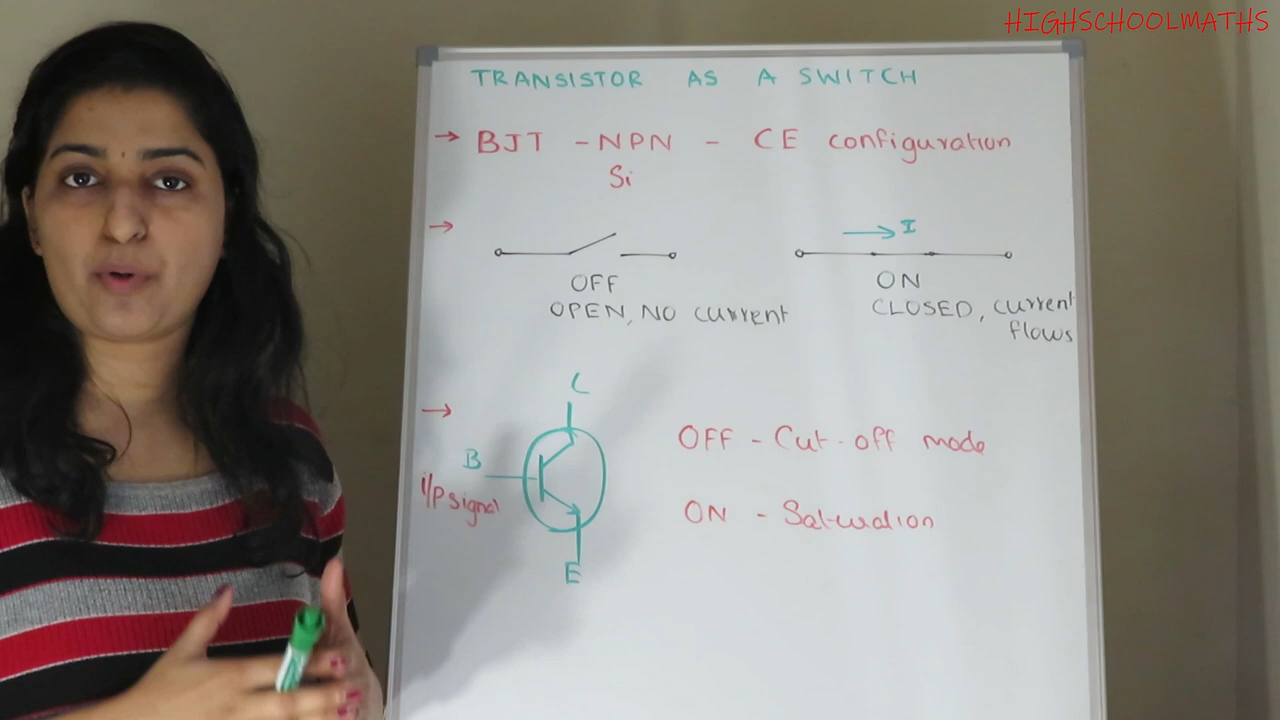 HIGHSCHOOLMATHS
TRANSISTOR AS A SWITCH
→ BJT - NPN - CE configuration
Si
→ I
OFF
OPEN, NO current
ON
CLOSED, current
flows
C
B
i/p signal
E
OFF - Cut-off mode
ON - Saturation